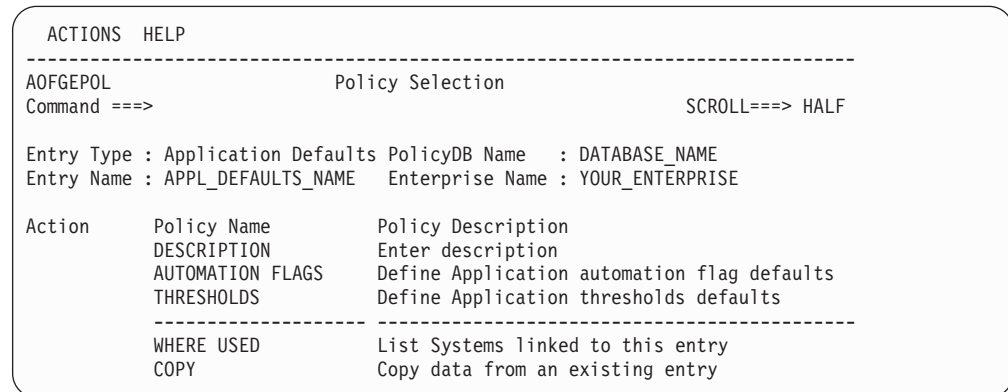 ACTIONS HELP
--------------------------------------------------------------------------
AOFGEPOL Policy Selection
Command ===> SCROLL===> HALF
Entry Type : Application Defaults PolicyDB Name : DATABASE_NAME
Entry Name : APPL_DEFAULTS_NAME Enterprise Name : YOUR_ENTERPRISE
Action Policy Name Policy Description
DESCRIPTION Enter description
AUTOMATION FLAGS Define Application automation flag defaults
THRESHOLDS Define Application thresholds defaults
------------------- -------------------------------------------
WHERE USED List Systems linked to this entry
COPY Copy data from an existing entry